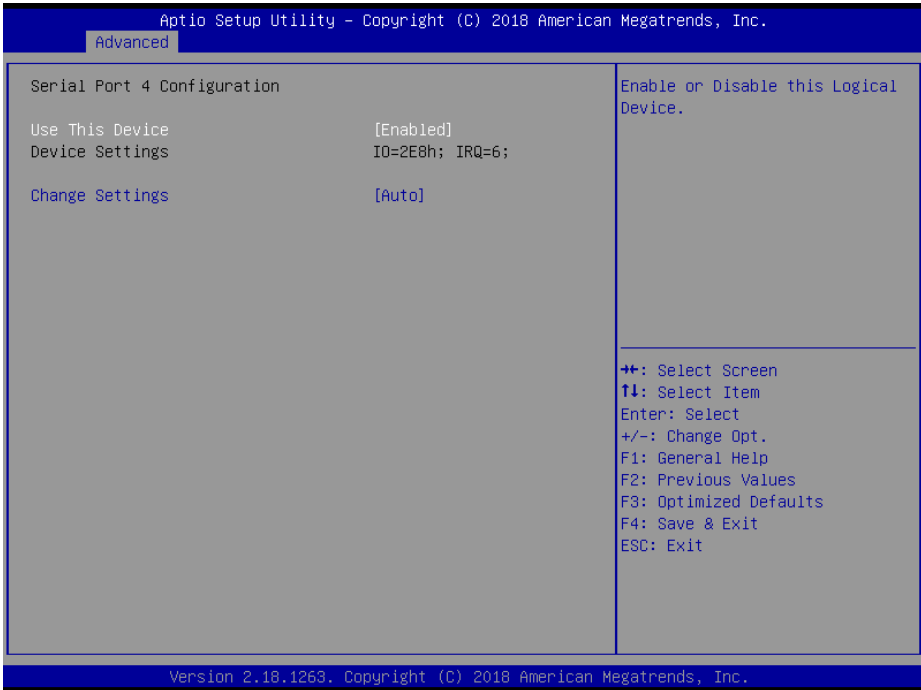 Aptio Setup Utility – Copyright (C) 2018 American Megatrends, Inc.
Advanced
Serial Port 4 Configuration
Use This Device [Enabled]
Device Settings IO=2E8h; IRQ=6;
Change Settings [Auto]
Enable or Disable this Logical
Device.
→←: Select Screen
↑↓: Select Item
Enter: Select
+/-: Change Opt.
F1: General Help
F2: Previous Values
F3: Optimized Defaults
F4: Save & Exit
ESC: Exit
Version 2.18.1263. Copyright (C) 2018 American Megatrends, Inc.